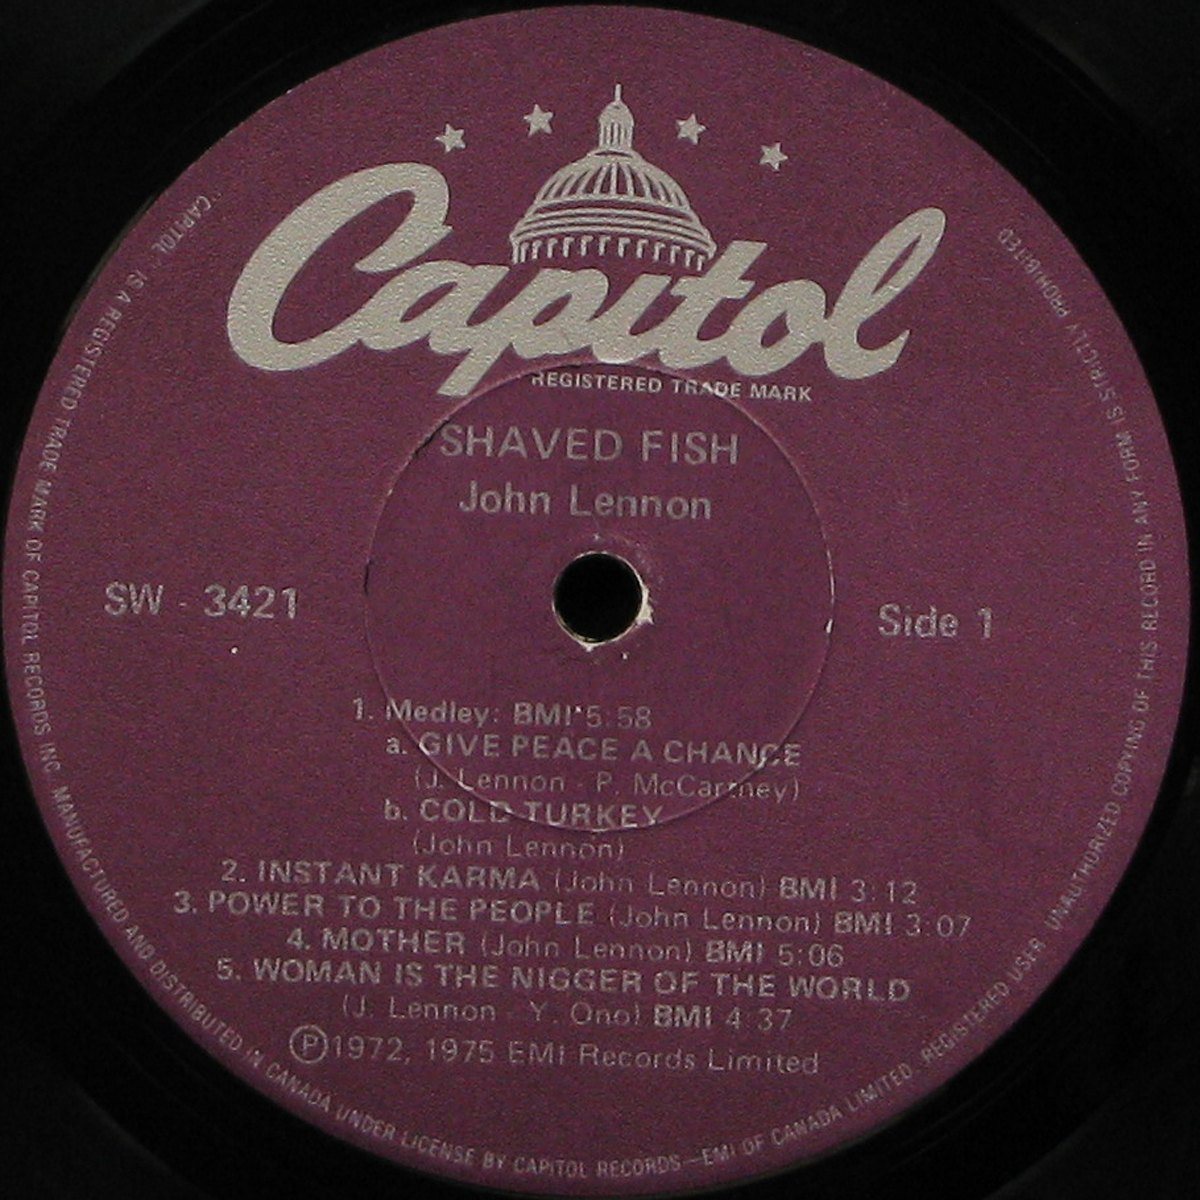 Capitol
REGISTERED TRADE MARK
SHAVED FISH
John Lennon
SW - 3421
Side 1
1. Medley: BMI 5:58
a. GIVE PEACE A CHANCE
(J. Lennon - P. McCartney)
b. COLD TURKEY
(John Lennon)
2. INSTANT KARMA (John Lennon) BMI 3:12
3. POWER TO THE PEOPLE (John Lennon) BMI 3:07
4. MOTHER (John Lennon) BMI 5:06
5. WOMAN IS THE NIGGER OF THE WORLD
(J. Lennon - Y. Ono) BMI 4:37
Ⓟ1972, 1975 EMI Records Limited
"CAPITOL" IS A REGISTERED TRADE MARK OF CAPITOL RECORDS INC. MANUFACTURED AND DISTRIBUTED IN CANADA UNDER LICENSE BY CAPITOL RECORDS—EMI OF CANADA LIMITED. REGISTERED USER. UNAUTHORIZED COPYING OF THIS RECORD IN ANY FORM IS STRICTLY PROHIBITED